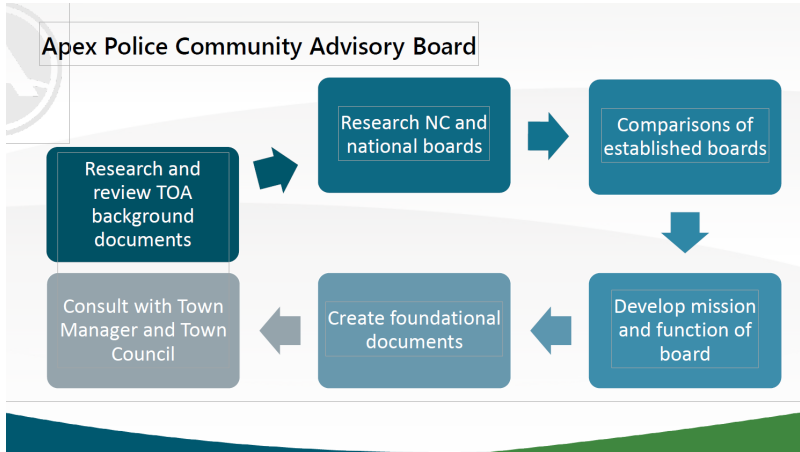 Apex Police Community Advisory Board
Research and
review TOA
background
documents
Research NC and
national boards
Comparisons of
established boards
Develop mission
and function of
board
Create foundational
documents
Consult with Town
Manager and Town
Council